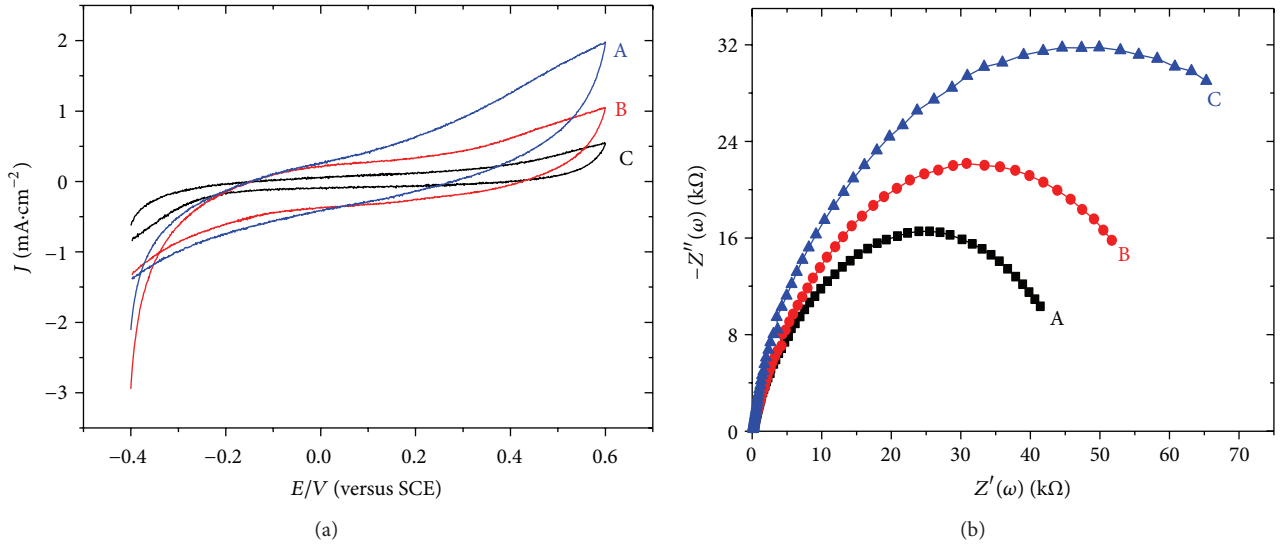 2
A
1
B
C
0
−1
−2
−3
−0.4
−0.2
0.0
0.2
0.4
0.6
J (mA·cm−2)
E/V (versus SCE)
(a)
32
24
16
8
0
C
B
A
0
10
20
30
40
50
60
70
−Z″(ω) (kΩ)
Z′(ω) (kΩ)
(b)